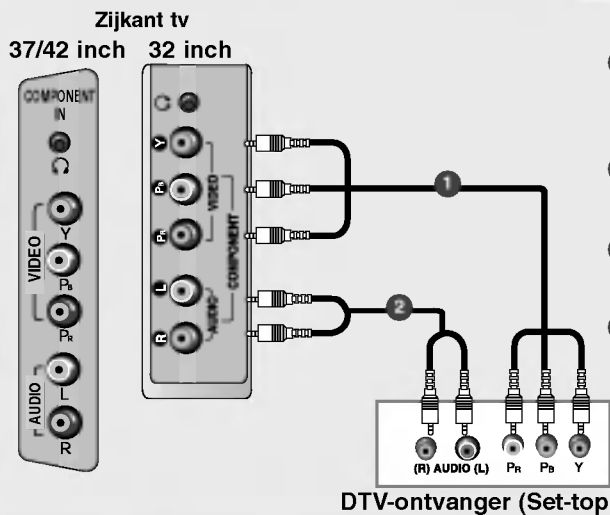 Zijkant tv
37/42 inch
32 inch
COMPONENT
IN
VIDEO
Y
PB
PR
AUDIO
L
R
Y
PB
PR
VIDEO
L
R
AUDIO
COMPONENT
1
2
(R) AUDIO (L)
PR
PB
Y
DTV-ontvanger (Set-top